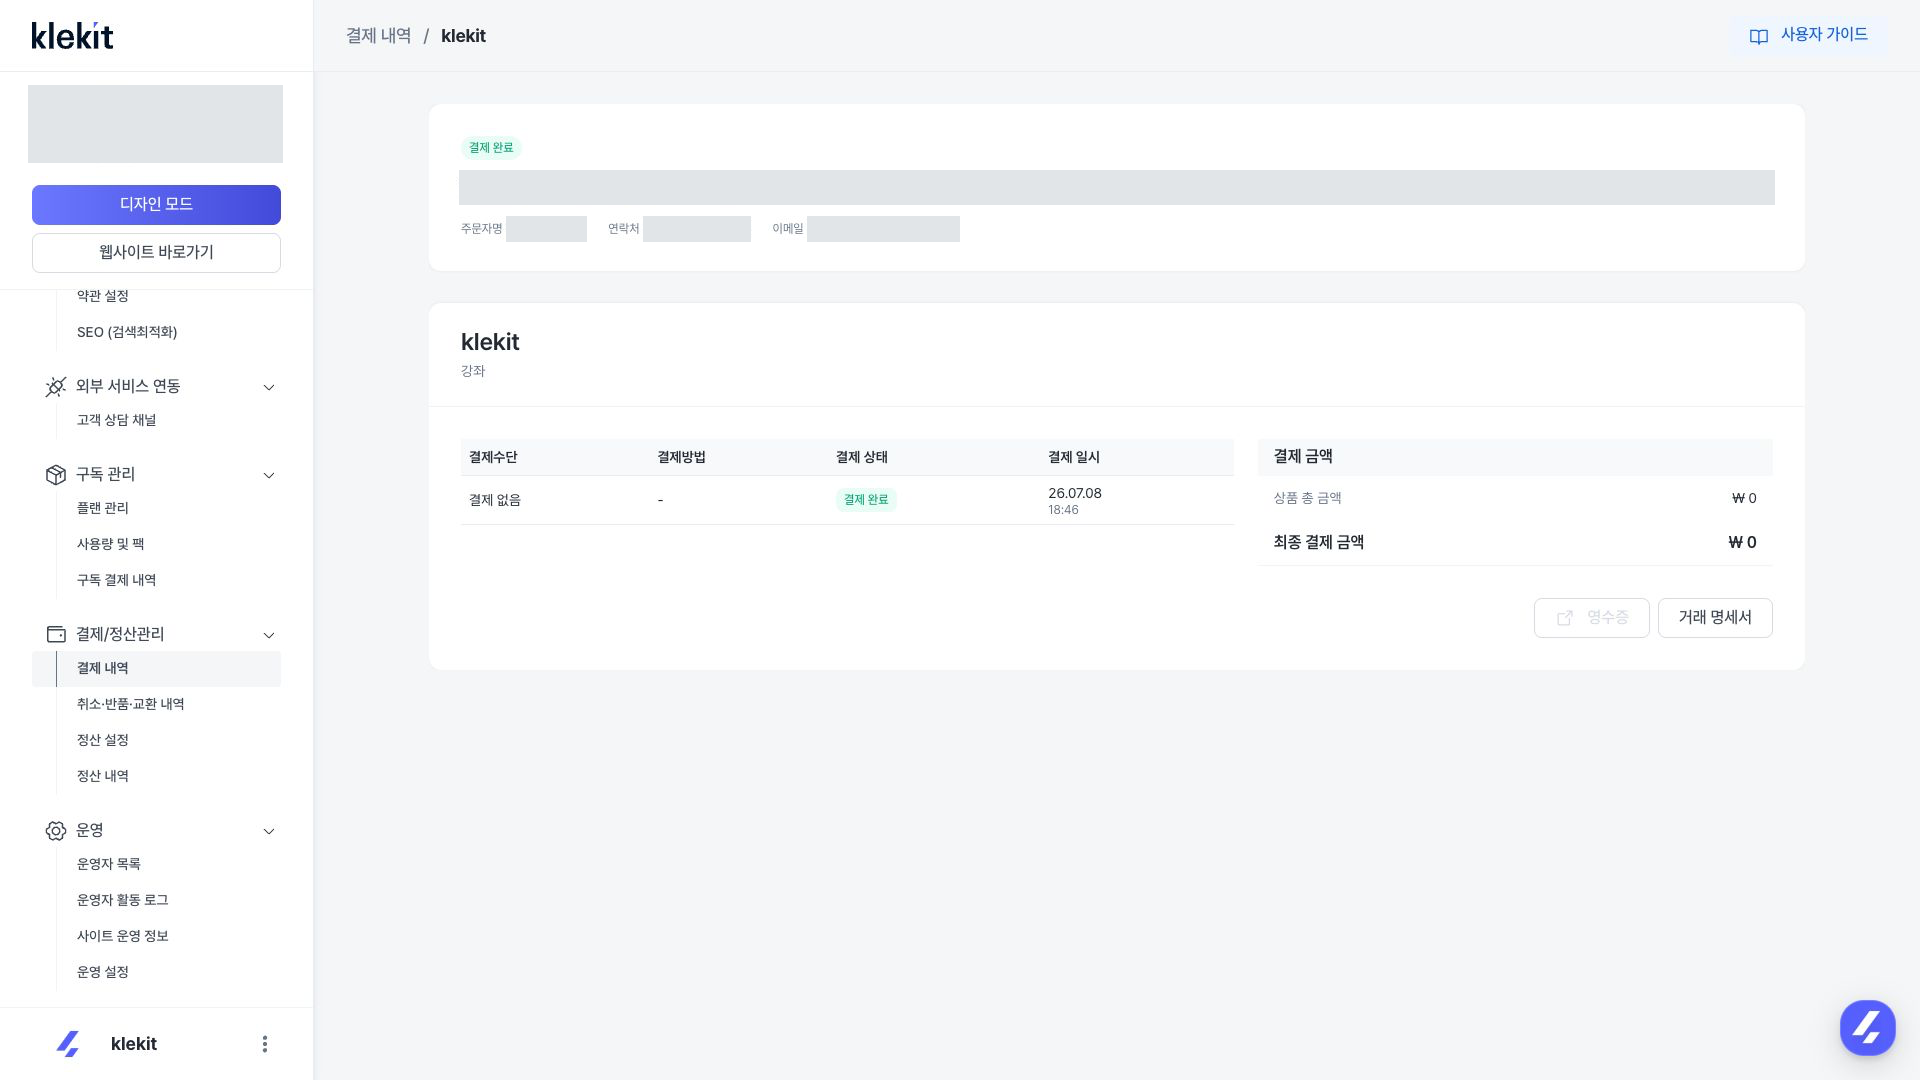 klekit
결제 내역 / klekit
사용자 가이드
디자인 모드
웹사이트 바로가기
약관 설정
SEO (검색최적화)
외부 서비스 연동
고객 상담 채널
구독 관리
플랜 관리
사용량 및 팩
구독 결제 내역
결제/정산관리
결제 내역
취소·반품·교환 내역
정산 설정
정산 내역
운영
운영자 목록
운영자 활동 로그
사이트 운영 정보
운영 설정
klekit
결제 완료
주문자명 연락처 이메일
klekit
강좌
결제수단 결제방법 결제 상태 결제 일시
결제 없음 - 결제 완료 26.07.08
18:46
결제 금액
상품 총 금액 ₩ 0
최종 결제 금액 ₩ 0
영수증 거래 명세서